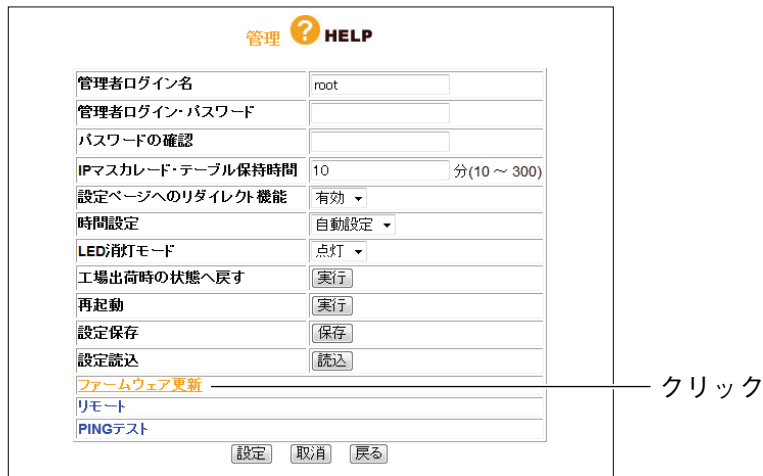 管理 ? HELP
管理者ログイン名 root
管理者ログイン・パスワード
パスワードの確認
IPマスカレード・テーブル保持時間 10 分(10 ～ 300)
設定ページへのリダイレクト機能 有効
時間設定 自動設定
LED消灯モード 点灯
工場出荷時の状態へ戻す 実行
再起動 実行
設定保存 保存
設定読込 読込
ファームウェア更新 クリック
リモート
PINGテスト
設定 取消 戻る